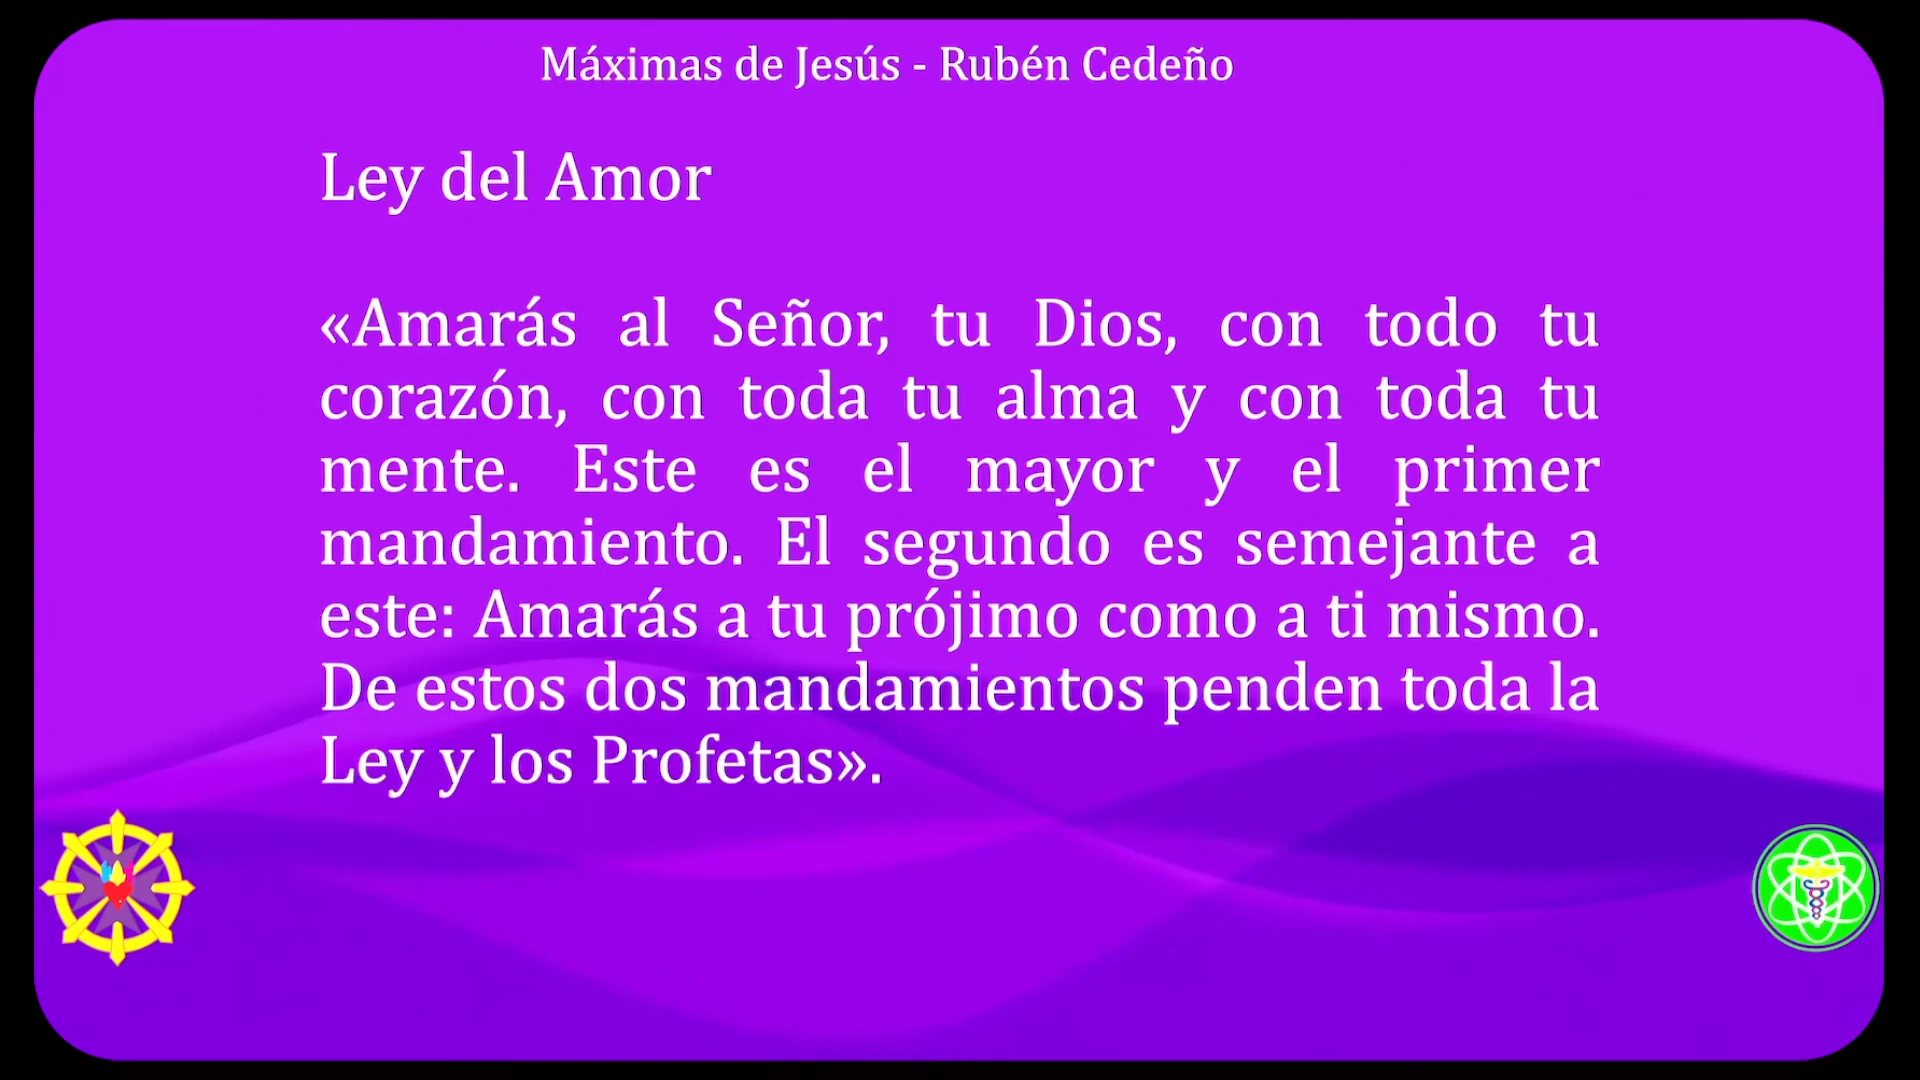 Máximas de Jesús - Rubén Cedeño
Ley del Amor
«Amarás al Señor, tu Dios, con todo tu
corazón, con toda tu alma y con toda tu
mente. Este es el mayor y el primer
mandamiento. El segundo es semejante a
este: Amarás a tu prójimo como a ti mismo.
De estos dos mandamientos penden toda la
Ley y los Profetas».